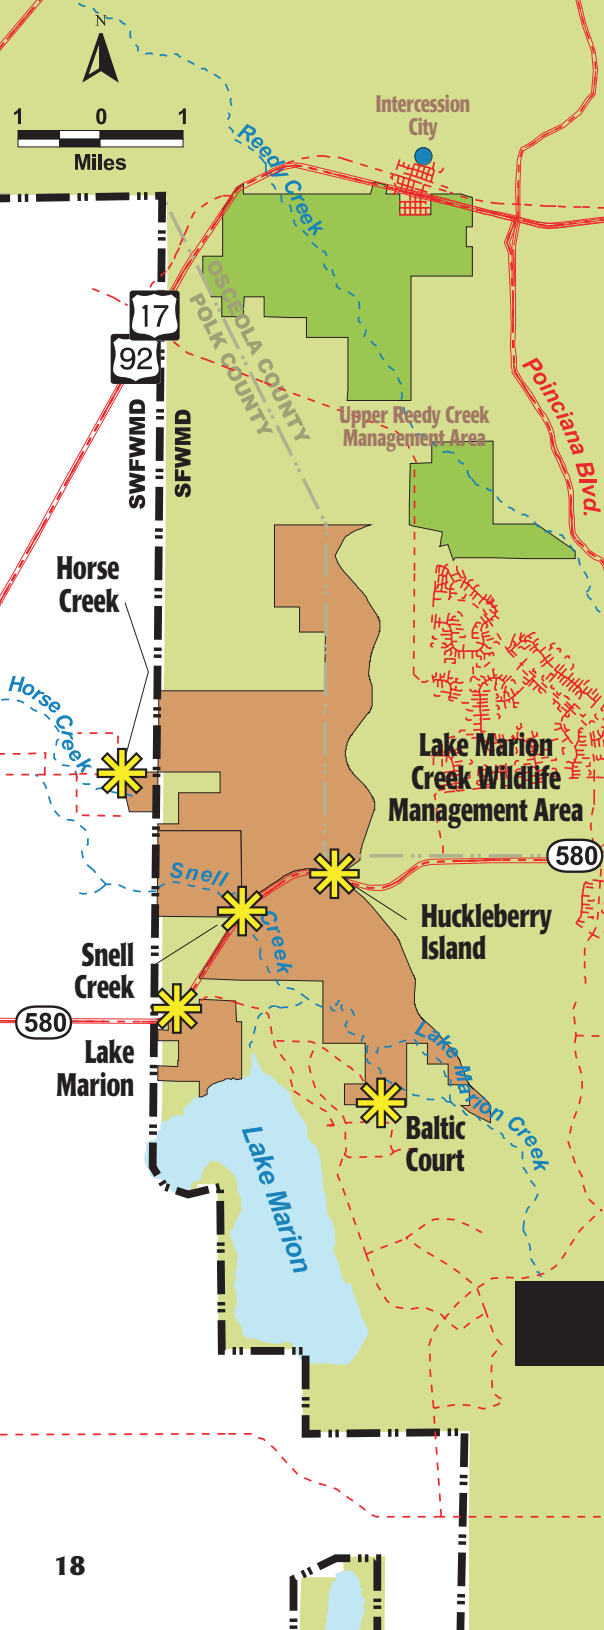 N
1 0 1
Miles
Intercession
City
Reedy Creek
OSCEOLA COUNTY
POLK COUNTY
17
92
SWFWMD
SFWMD
Poinciana Blvd.
Upper Reedy Creek
Management Area
Horse
Creek
Horse Creek
Lake Marion
Creek Wildlife
Management Area
580
Snell Creek
Huckleberry
Island
Snell
Creek
580
Lake
Marion
Lake Marion Creek
Baltic
Court
Lake Marion
18